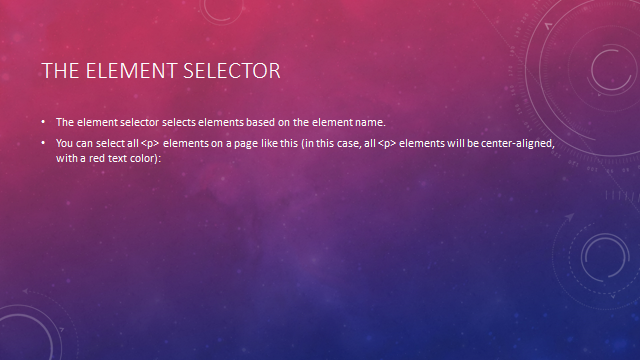 THE ELEMENT SELECTOR
• The element selector selects elements based on the element name.
• You can select all <p> elements on a page like this (in this case, all <p> elements will be center-aligned,
with a red text color):